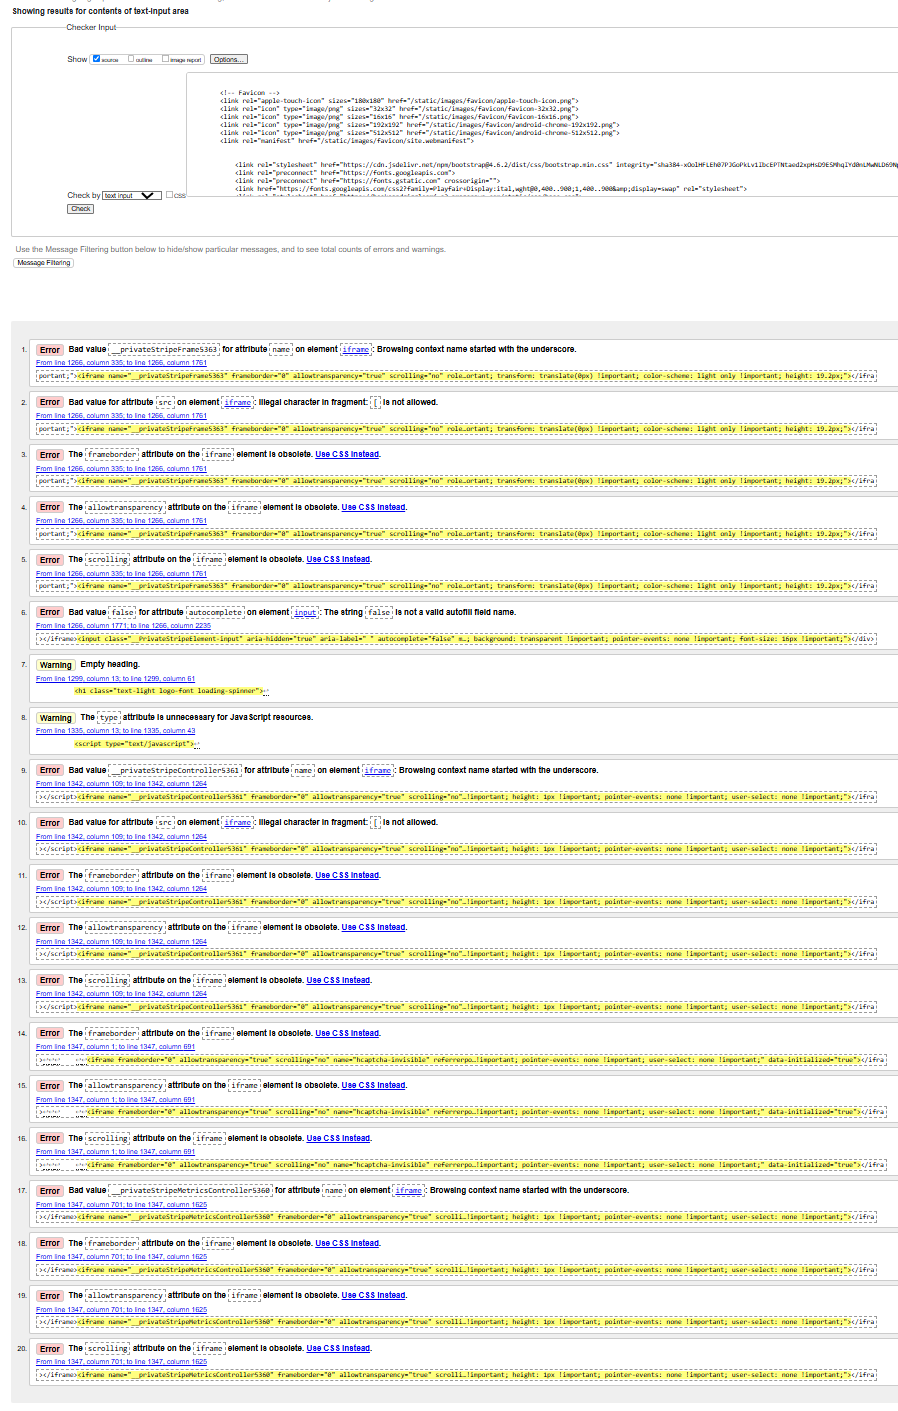 Showing results for contents of text-input area
Checker Input
Show source outline image report Options...
<!-- Favicon -->
<link rel="apple-touch-icon" sizes="180x180" href="/static/images/favicon/apple-touch-icon.png">
<link rel="icon" type="image/png" sizes="32x32" href="/static/images/favicon/favicon-32x32.png">
<link rel="icon" type="image/png" sizes="16x16" href="/static/images/favicon/favicon-16x16.png">
<link rel="icon" type="image/png" sizes="192x192" href="/static/images/favicon/android-chrome-192x192.png">
<link rel="icon" type="image/png" sizes="512x512" href="/static/images/favicon/android-chrome-512x512.png">
<link rel="manifest" href="/static/images/favicon/site.webmanifest">
<link rel="stylesheet" href="https://cdn.jsdelivr.net/npm/bootstrap@4.6.2/dist/css/bootstrap.min.css" integrity="sha384-
<link rel="preconnect" href="https://fonts.googleapis.com">
<link rel="preconnect" href="https://fonts.gstatic.com" crossorigin="">
<link href="https://fonts.googleapis.com/css2?family=Playfair+Display:ital,wght@0,400..900;1,400..900&amp;display=swap" rel="stylesheet">
Check by text input css
Check
Use the Message Filtering button below to hide/show particular messages, and to see total counts of errors and warnings.
Message Filtering
1. Error Bad value __privateStripeFrame5363 for attribute name on element iframe: Browsing context name started with the underscore.
From line 1266, column 335; to line 1266, column 1761
portant;"><iframe name="__privateStripeFrame5363" frameborder="0" allowtransparency="true" scrolling="no" role…ortant; transform: translate(0px) !important; color-scheme: light only !important; height: 19.2px;"></ifra
2. Error Bad value for attribute src on element iframe: Illegal character in fragment: [ is not allowed.
From line 1266, column 335; to line 1266, column 1761
portant;"><iframe name="__privateStripeFrame5363" frameborder="0" allowtransparency="true" scrolling="no" role…ortant; transform: translate(0px) !important; color-scheme: light only !important; height: 19.2px;"></ifra
3. Error The frameborder attribute on the iframe element is obsolete. Use CSS instead.
From line 1266, column 335; to line 1266, column 1761
portant;"><iframe name="__privateStripeFrame5363" frameborder="0" allowtransparency="true" scrolling="no" role…ortant; transform: translate(0px) !important; color-scheme: light only !important; height: 19.2px;"></ifra
4. Error The allowtransparency attribute on the iframe element is obsolete. Use CSS instead.
From line 1266, column 335; to line 1266, column 1761
portant;"><iframe name="__privateStripeFrame5363" frameborder="0" allowtransparency="true" scrolling="no" role…ortant; transform: translate(0px) !important; color-scheme: light only !important; height: 19.2px;"></ifra
5. Error The scrolling attribute on the iframe element is obsolete. Use CSS instead.
From line 1266, column 335; to line 1266, column 1761
portant;"><iframe name="__privateStripeFrame5363" frameborder="0" allowtransparency="true" scrolling="no" role…ortant; transform: translate(0px) !important; color-scheme: light only !important; height: 19.2px;"></ifra
6. Error Bad value false for attribute autocomplete on element input: The string false is not a valid autofill field name.
From line 1266, column 1771; to line 1266, column 2235
></iframe><input class="__PrivateStripeElement-input" aria-hidden="true" aria-label=" " autocomplete="false" m…; background: transparent !important; pointer-events: none !important; font-size: 16px !important;"></div>
7. Warning Empty heading.
From line 1299, column 13; to line 1299, column 61
<h1 class="text-light logo-font loading-spinner">
8. Warning The type attribute is unnecessary for JavaScript resources.
From line 1335, column 13; to line 1335, column 43
<script type="text/javascript">
9. Error Bad value __privateStripeController5361 for attribute name on element iframe: Browsing context name started with the underscore.
From line 1342, column 109; to line 1342, column 1264
></script><iframe name="__privateStripeController5361" frameborder="0" allowtransparency="true" scrolling="no"…!important; height: 1px !important; pointer-events: none !important; user-select: none !important;"></ifra
10. Error Bad value for attribute src on element iframe: Illegal character in fragment: [ is not allowed.
From line 1342, column 109; to line 1342, column 1264
></script><iframe name="__privateStripeController5361" frameborder="0" allowtransparency="true" scrolling="no"…!important; height: 1px !important; pointer-events: none !important; user-select: none !important;"></ifra
11. Error The frameborder attribute on the iframe element is obsolete. Use CSS instead.
From line 1342, column 109; to line 1342, column 1264
></script><iframe name="__privateStripeController5361" frameborder="0" allowtransparency="true" scrolling="no"…!important; height: 1px !important; pointer-events: none !important; user-select: none !important;"></ifra
12. Error The allowtransparency attribute on the iframe element is obsolete. Use CSS instead.
From line 1342, column 109; to line 1342, column 1264
></script><iframe name="__privateStripeController5361" frameborder="0" allowtransparency="true" scrolling="no"…!important; height: 1px !important; pointer-events: none !important; user-select: none !important;"></ifra
13. Error The scrolling attribute on the iframe element is obsolete. Use CSS instead.
From line 1342, column 109; to line 1342, column 1264
></script><iframe name="__privateStripeController5361" frameborder="0" allowtransparency="true" scrolling="no"…!important; height: 1px !important; pointer-events: none !important; user-select: none !important;"></ifra
14. Error The frameborder attribute on the iframe element is obsolete. Use CSS instead.
From line 1347, column 1; to line 1347, column 691
<iframe frameborder="0" allowtransparency="true" scrolling="no" name="hcaptcha-invisible" referrerpo…!important; pointer-events: none !important; user-select: none !important;" data-initialized="true"></ifra
15. Error The allowtransparency attribute on the iframe element is obsolete. Use CSS instead.
From line 1347, column 1; to line 1347, column 691
<iframe frameborder="0" allowtransparency="true" scrolling="no" name="hcaptcha-invisible" referrerpo…!important; pointer-events: none !important; user-select: none !important;" data-initialized="true"></ifra
16. Error The scrolling attribute on the iframe element is obsolete. Use CSS instead.
From line 1347, column 1; to line 1347, column 691
<iframe frameborder="0" allowtransparency="true" scrolling="no" name="hcaptcha-invisible" referrerpo…!important; pointer-events: none !important; user-select: none !important;" data-initialized="true"></ifra
17. Error Bad value __privateStripeMetricsController5360 for attribute name on element iframe: Browsing context name started with the underscore.
From line 1347, column 701; to line 1347, column 1625
></iframe><iframe name="__privateStripeMetricsController5360" frameborder="0" allowtransparency="true" scrolli…!important; height: 1px !important; pointer-events: none !important; user-select: none !important;"></ifra
18. Error The frameborder attribute on the iframe element is obsolete. Use CSS instead.
From line 1347, column 701; to line 1347, column 1625
></iframe><iframe name="__privateStripeMetricsController5360" frameborder="0" allowtransparency="true" scrolli…!important; height: 1px !important; pointer-events: none !important; user-select: none !important;"></ifra
19. Error The allowtransparency attribute on the iframe element is obsolete. Use CSS instead.
From line 1347, column 701; to line 1347, column 1625
></iframe><iframe name="__privateStripeMetricsController5360" frameborder="0" allowtransparency="true" scrolli…!important; height: 1px !important; pointer-events: none !important; user-select: none !important;"></ifra
20. Error The scrolling attribute on the iframe element is obsolete. Use CSS instead.
From line 1347, column 701; to line 1347, column 1625
></iframe><iframe name="__privateStripeMetricsController5360" frameborder="0" allowtransparency="true" scrolli…!important; height: 1px !important; pointer-events: none !important; user-select: none !important;"></ifra